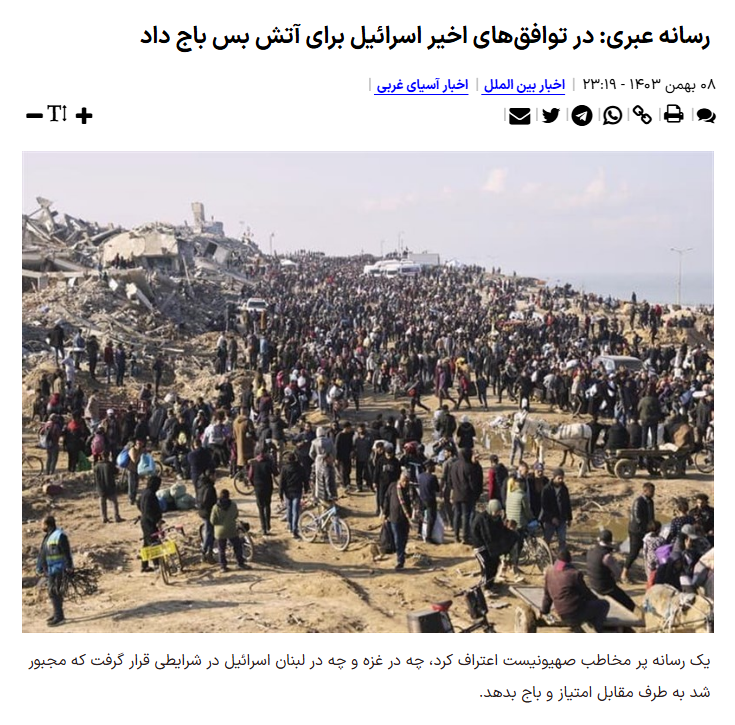 رسانه عبری: در توافق‌های اخیر اسرائیل برای آتش بس باج داد
۰۸ بهمن ۱۴۰۳ - ۲۳:۱۹ | اخبار بین الملل | اخبار آسیای غربی |
یک رسانه پر مخاطب صهیونیست اعتراف کرد، چه در غزه و چه در لبنان اسرائیل در شرایطی قرار گرفت که مجبور
شد به طرف مقابل امتیاز و باج بدهد.